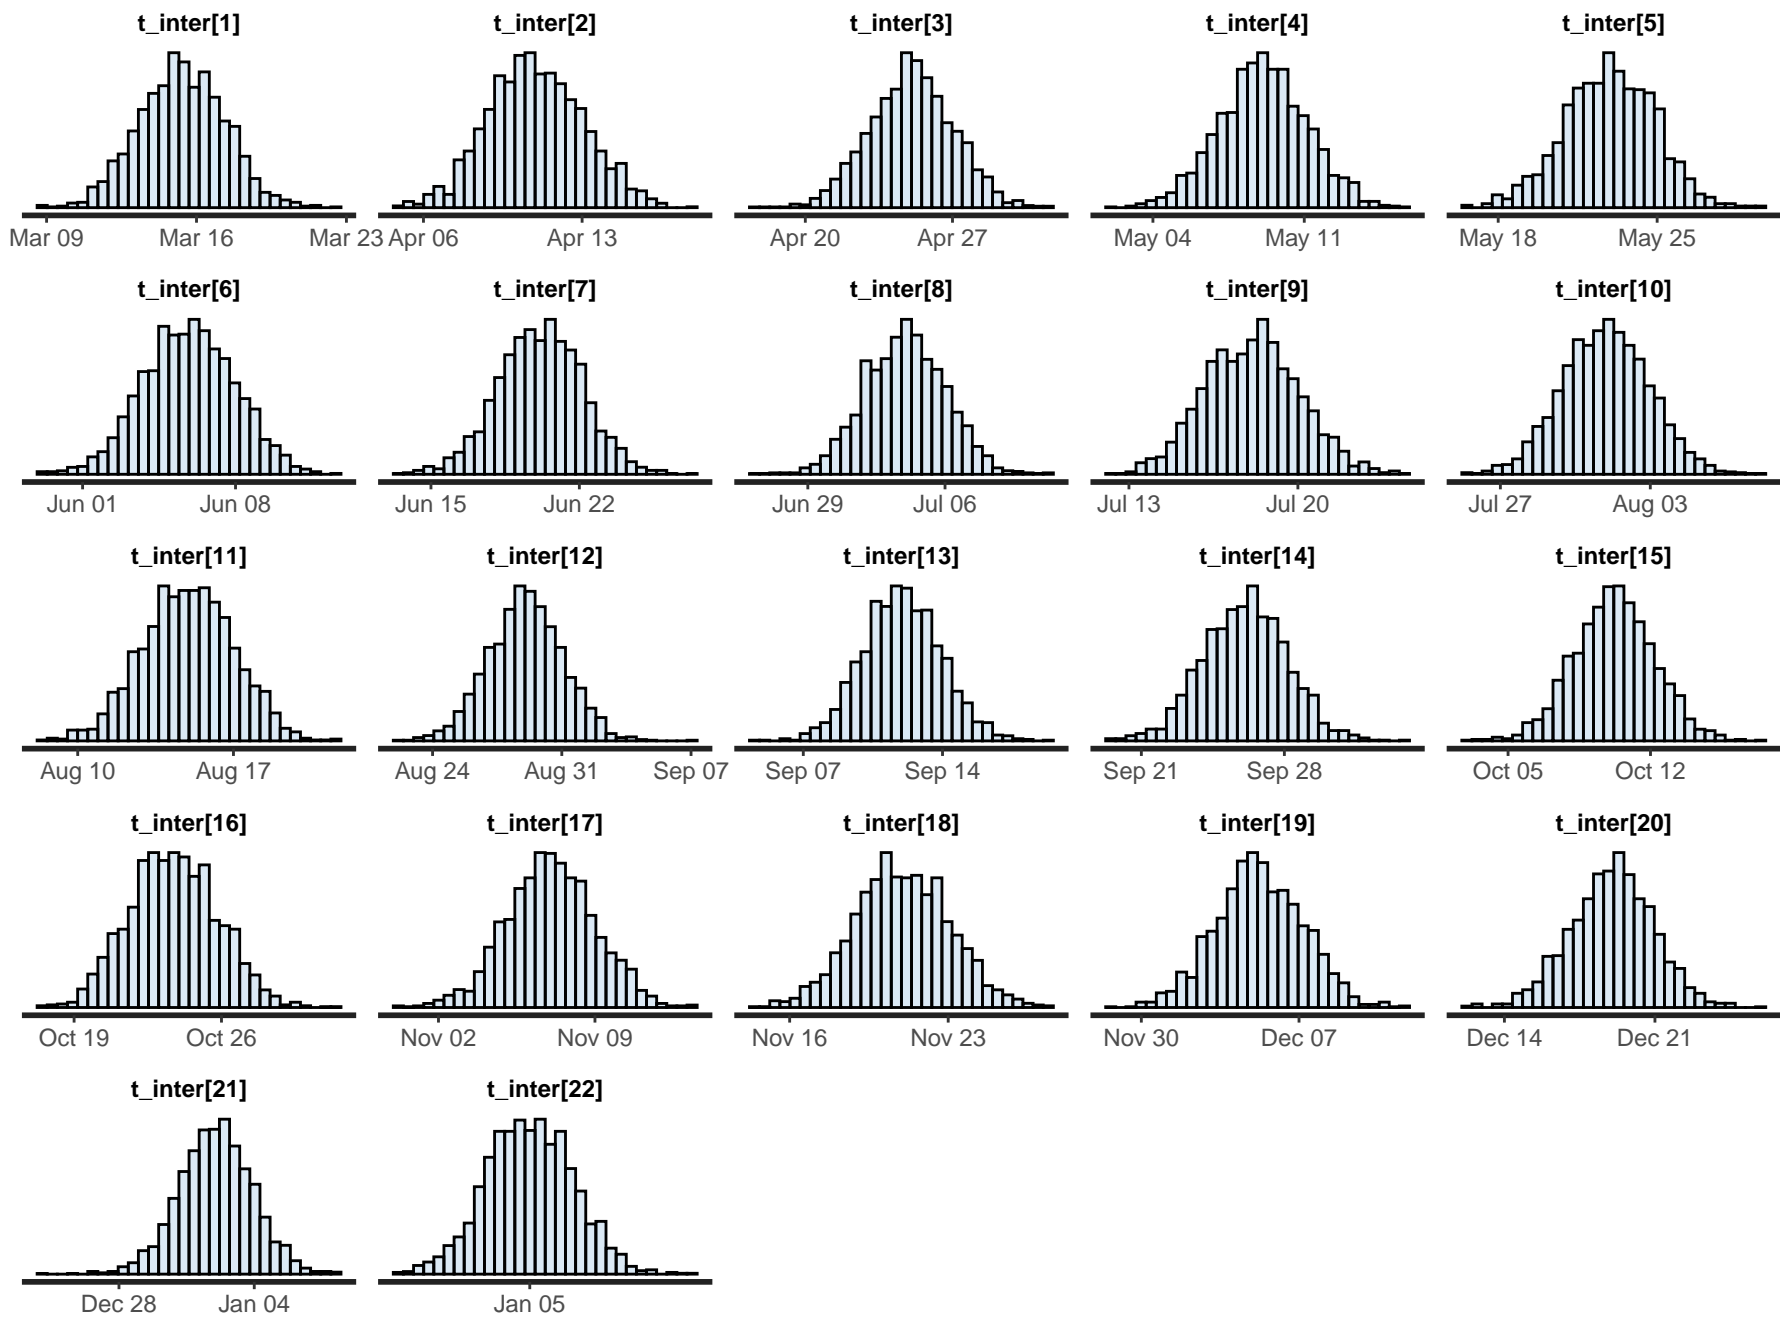 t_inter[1] t_inter[2] t_inter[3] t_inter[4] t_inter[5]
Mar 09 Mar 16 Mar 23 Apr 06 Apr 13 Apr 20 Apr 27 May 04 May 11 May 18 May 25
t_inter[6] t_inter[7] t_inter[8] t_inter[9] t_inter[10]
Jun 01 Jun 08 Jun 15 Jun 22 Jun 29 Jul 06 Jul 13 Jul 20 Jul 27 Aug 03
t_inter[11] t_inter[12] t_inter[13] t_inter[14] t_inter[15]
Aug 10 Aug 17 Aug 24 Aug 31 Sep 07 Sep 07 Sep 14 Sep 21 Sep 28 Oct 05 Oct 12
t_inter[16] t_inter[17] t_inter[18] t_inter[19] t_inter[20]
Oct 19 Oct 26 Nov 02 Nov 09 Nov 16 Nov 23 Nov 30 Dec 07 Dec 14 Dec 21
t_inter[21] t_inter[22]
Dec 28 Jan 04 Jan 05